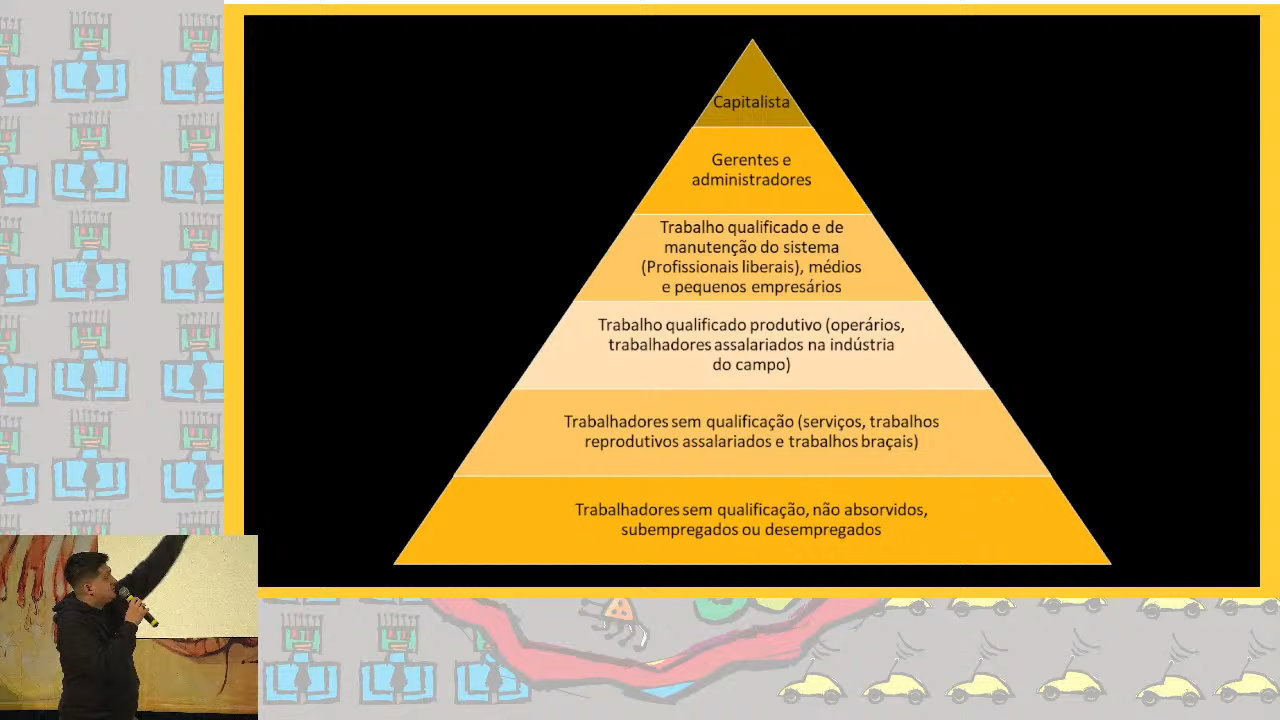 Capitalista
Gerentes e
administradores
Trabalho qualificado e de
manutenção do sistema
(Profissionais liberais), médios
e pequenos empresários
Trabalho qualificado produtivo (operários,
trabalhadores assalariados na indústria
do campo)
Trabalhadores sem qualificação (serviços, trabalhos
reprodutivos assalariados e trabalhos braçais)
Trabalhadores sem qualificação, não absorvidos,
subempregados ou desempregados